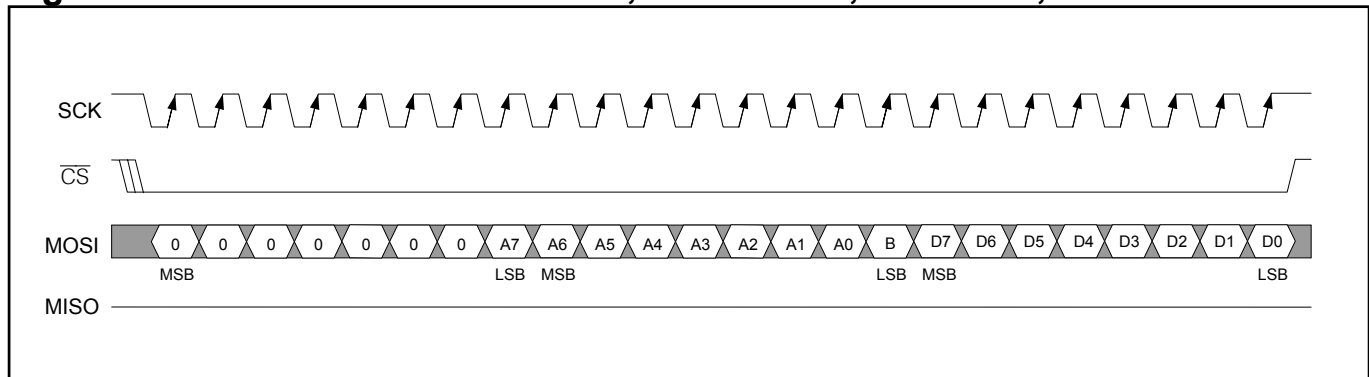 SCK
CS
MOSI 0 0 0 0 0 0 0 A7 A6 A5 A4 A3 A2 A1 A0 B D7 D6 D5 D4 D3 D2 D1 D0
MSB LSB MSB LSB MSB LSB
MISO